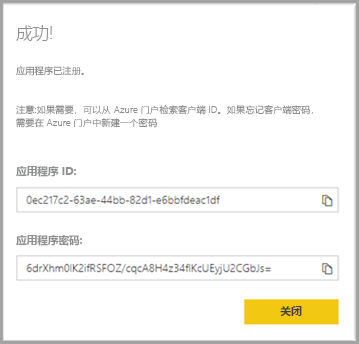 成功!
应用程序已注册。
注意:如果需要，可以从 Azure 门户检索客户端 ID。如果忘记客户端密码，
需要在 Azure 门户中新建一个密码
应用程序 ID:
0ec217c2-63ae-44bb-82d1-e6bbfdeac1df
应用程序密码:
6drXhm0lK2ifRSFOZ/cqcA8H4z34flKcUEyjU2CGbJs=
关闭